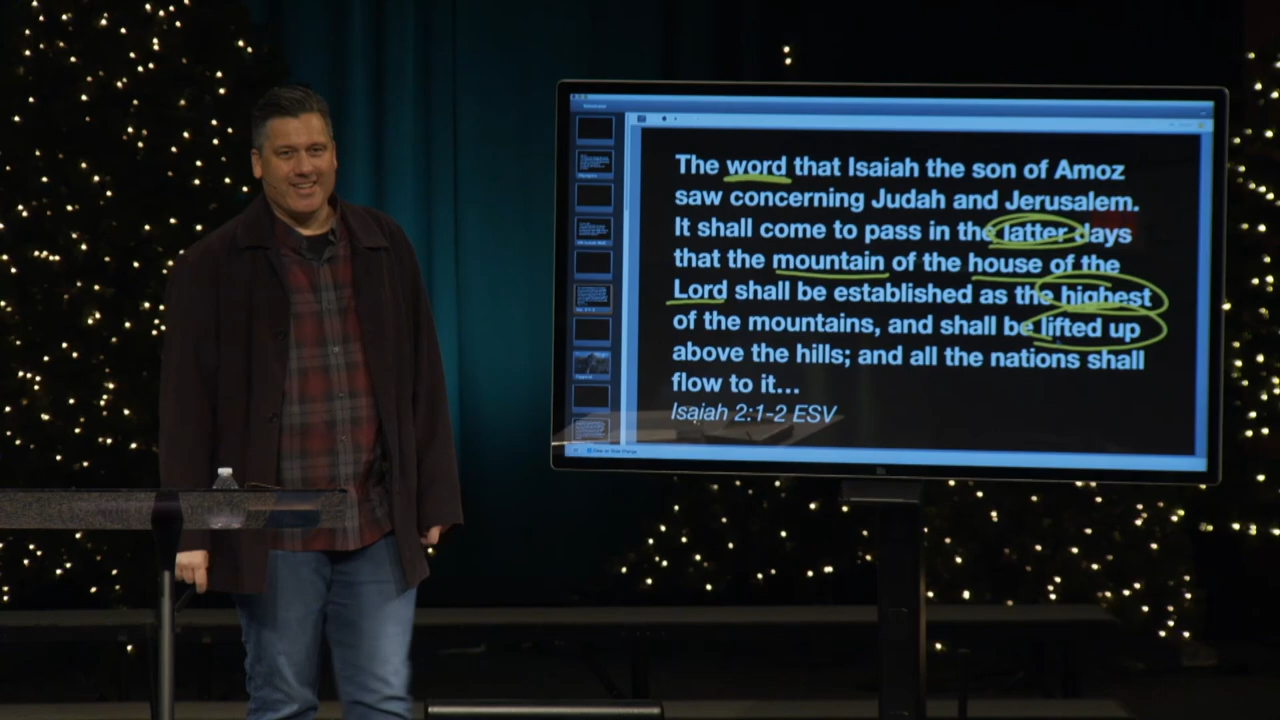 The word that Isaiah the son of Amoz
saw concerning Judah and Jerusalem.
It shall come to pass in the latter days
that the mountain of the house of the
Lord shall be established as the highest
of the mountains, and shall be lifted up
above the hills; and all the nations shall
flow to it...
Isaiah 2:1-2 ESV